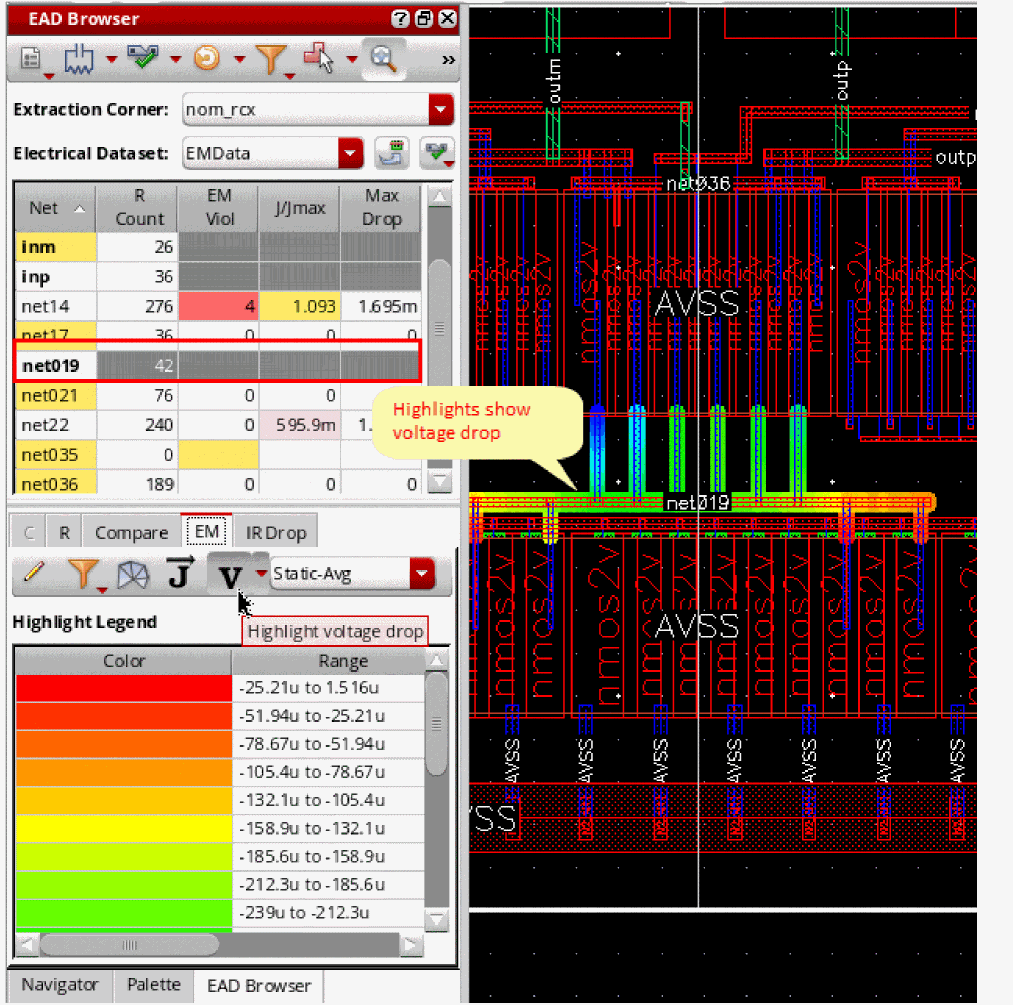 EAD Browser
?
»
Extraction Corner: nom_rcx
Electrical Dataset: EMData
Net R Count EM Viol J/Jmax Max Drop
inm 26
inp 36
net14 276 4 1.093 1.695m
net17 36 0 0 0
net019 42
net021 76 0 0
net22 240 0 595.9m 1.
net035 0
net036 189 0 0 0
C R Compare EM IR Drop
J V Static-Avg
Highlight Legend
Highlight voltage drop
Color Range
-25.21u to 1.516u
-51.94u to -25.21u
-78.67u to -51.94u
-105.4u to -78.67u
-132.1u to -105.4u
-158.9u to -132.1u
-185.6u to -158.9u
-212.3u to -185.6u
-239u to -212.3u
Navigator Palette EAD Browser
outm
outp
outp
net036
nmos2v
nmos2v
nmos2v
AVSS
Highlights show
voltage drop
net019
nmos2v
nmos2v
nmos2v
nmos2v
nmos2v
nmos2v
nmos2v
AVSS
AVSS
AVSS
AVSS
AVSS
AVSS
AVSS
VSS